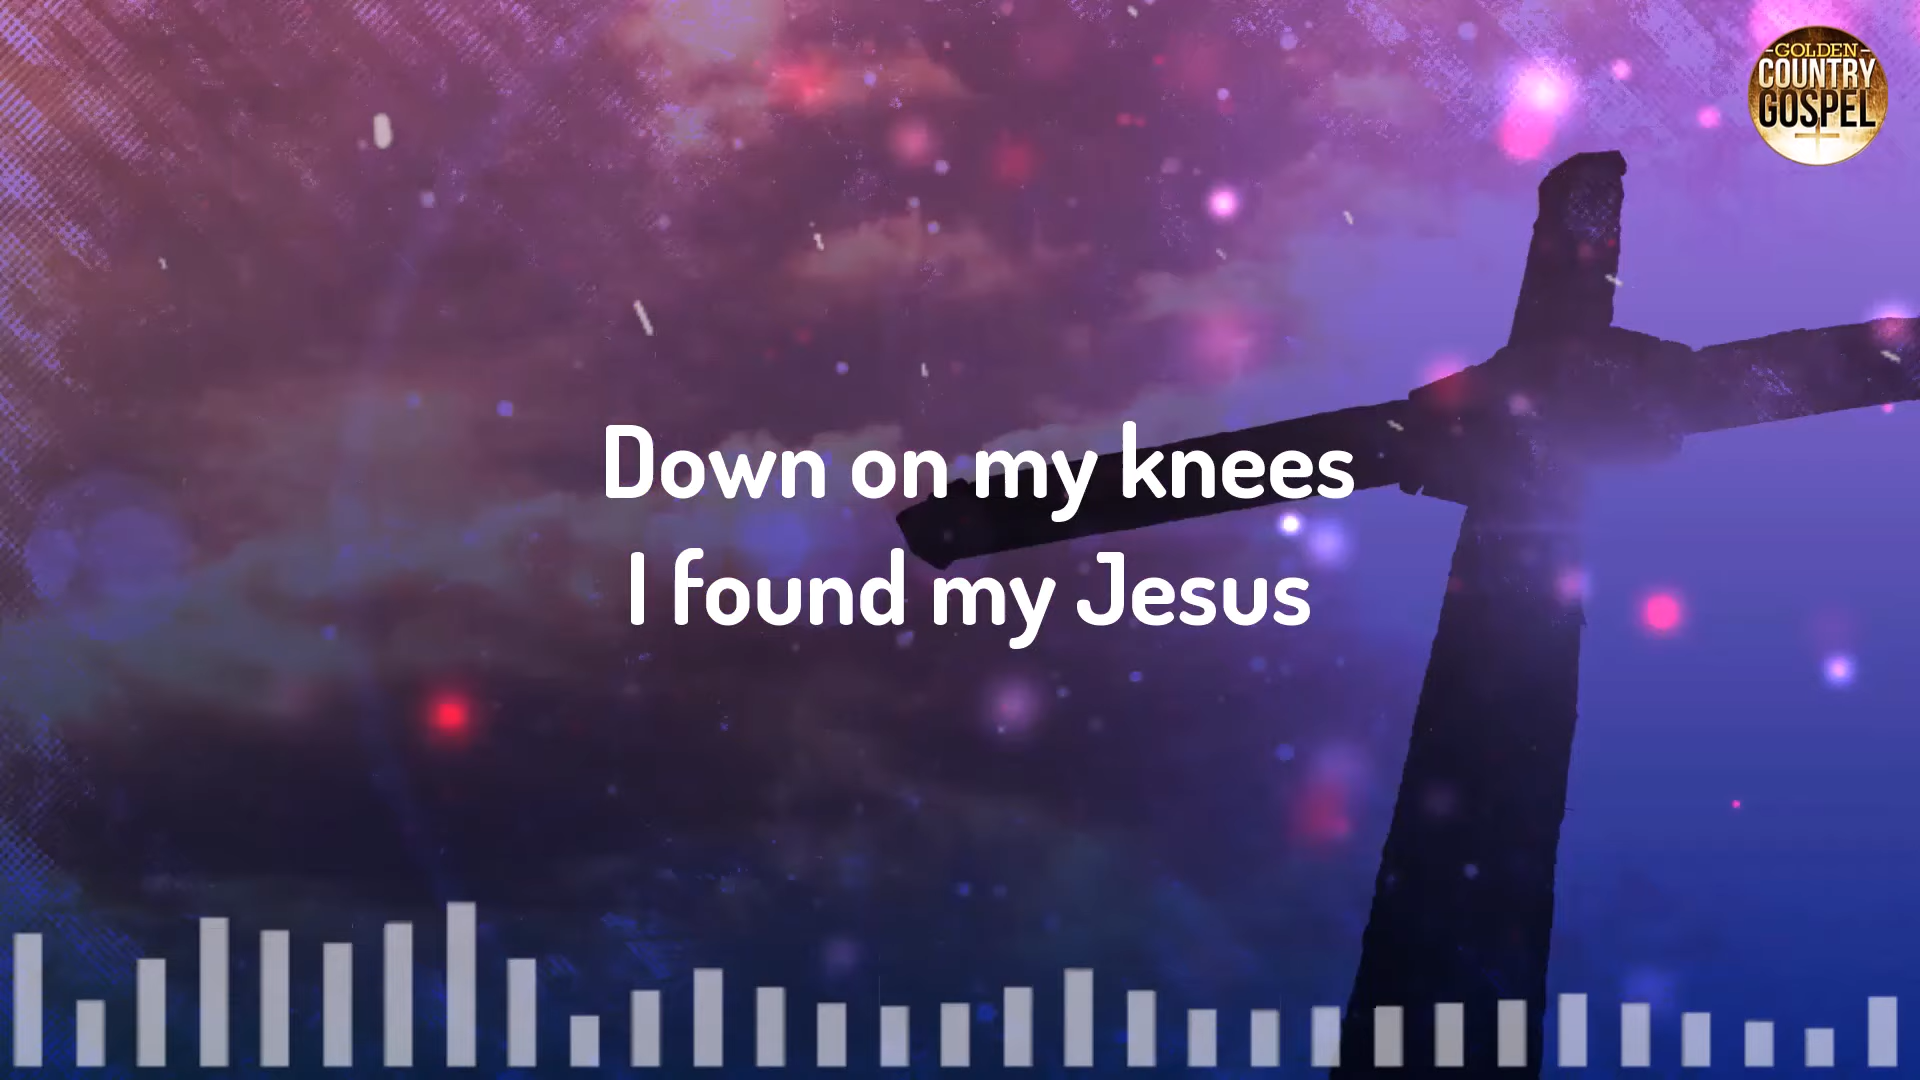 GOLDEN
COUNTRY
GOSPEL
Down on my knees
I found my Jesus